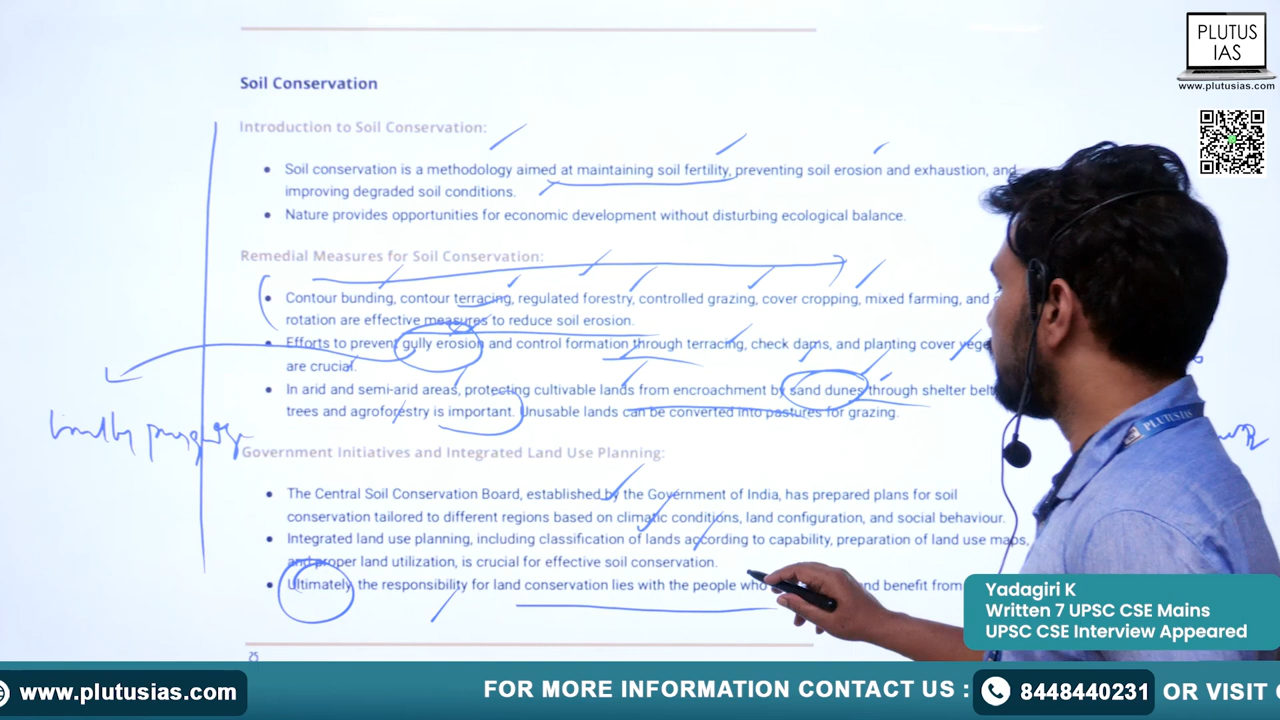 PLUTUS
IAS
www.plutusias.com
Soil Conservation
Introduction to Soil Conservation:
Soil conservation is a methodology aimed at maintaining soil fertility, preventing soil erosion and exhaustion, and
improving degraded soil conditions.
Nature provides opportunities for economic development without disturbing ecological balance.
Remedial Measures for Soil Conservation:
Contour bunding, contour terracing, regulated forestry, controlled grazing, cover cropping, mixed farming, and
rotation are effective measures to reduce soil erosion.
Efforts to prevent gully erosion and control formation through terracing, check dams, and planting cover
are crucial.
In arid and semi-arid areas, protecting cultivable lands from encroachment by sand dunes through shelter
trees and agroforestry is important. Unusable lands can be converted into pastures for grazing.
Government Initiatives and Integrated Land Use Planning:
The Central Soil Conservation Board, established by the Government of India, has prepared plans for soil
conservation tailored to different regions based on climatic conditions, land configuration, and social behaviour.
Integrated land use planning, including classification of lands according to capability, preparation of land use maps,
and proper land utilization, is crucial for effective soil conservation.
Ultimately, the responsibility for land conservation lies with the people who and benefit from
PLUTUS IAS
Yadagiri K
Written 7 UPSC CSE Mains
UPSC CSE Interview Appeared
www.plutusias.com FOR MORE INFORMATION CONTACT US : 8448440231 OR VISIT